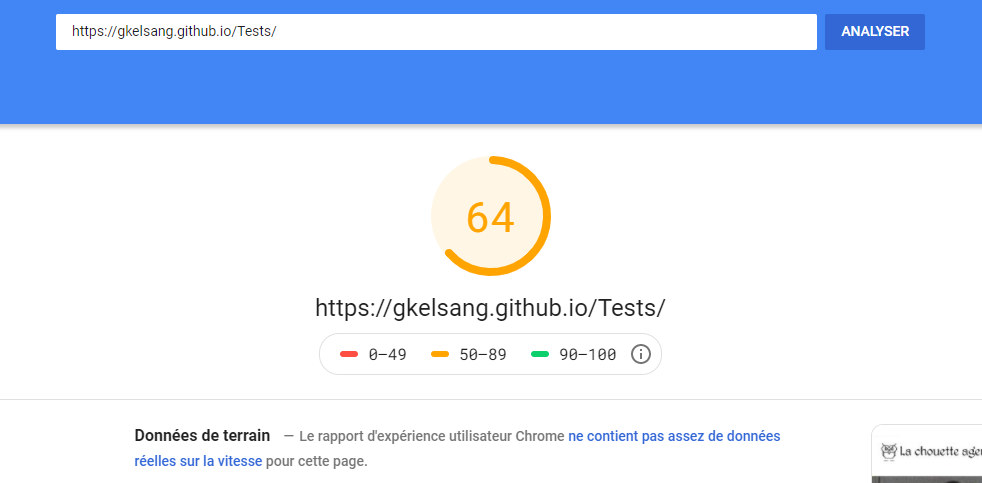 https://gkelsang.github.io/Tests/
ANALYSER
64
https://gkelsang.github.io/Tests/
0–49 50–89 90–100
Données de terrain — Le rapport d'expérience utilisateur Chrome ne contient pas assez de données
réelles sur la vitesse pour cette page.
La chouette